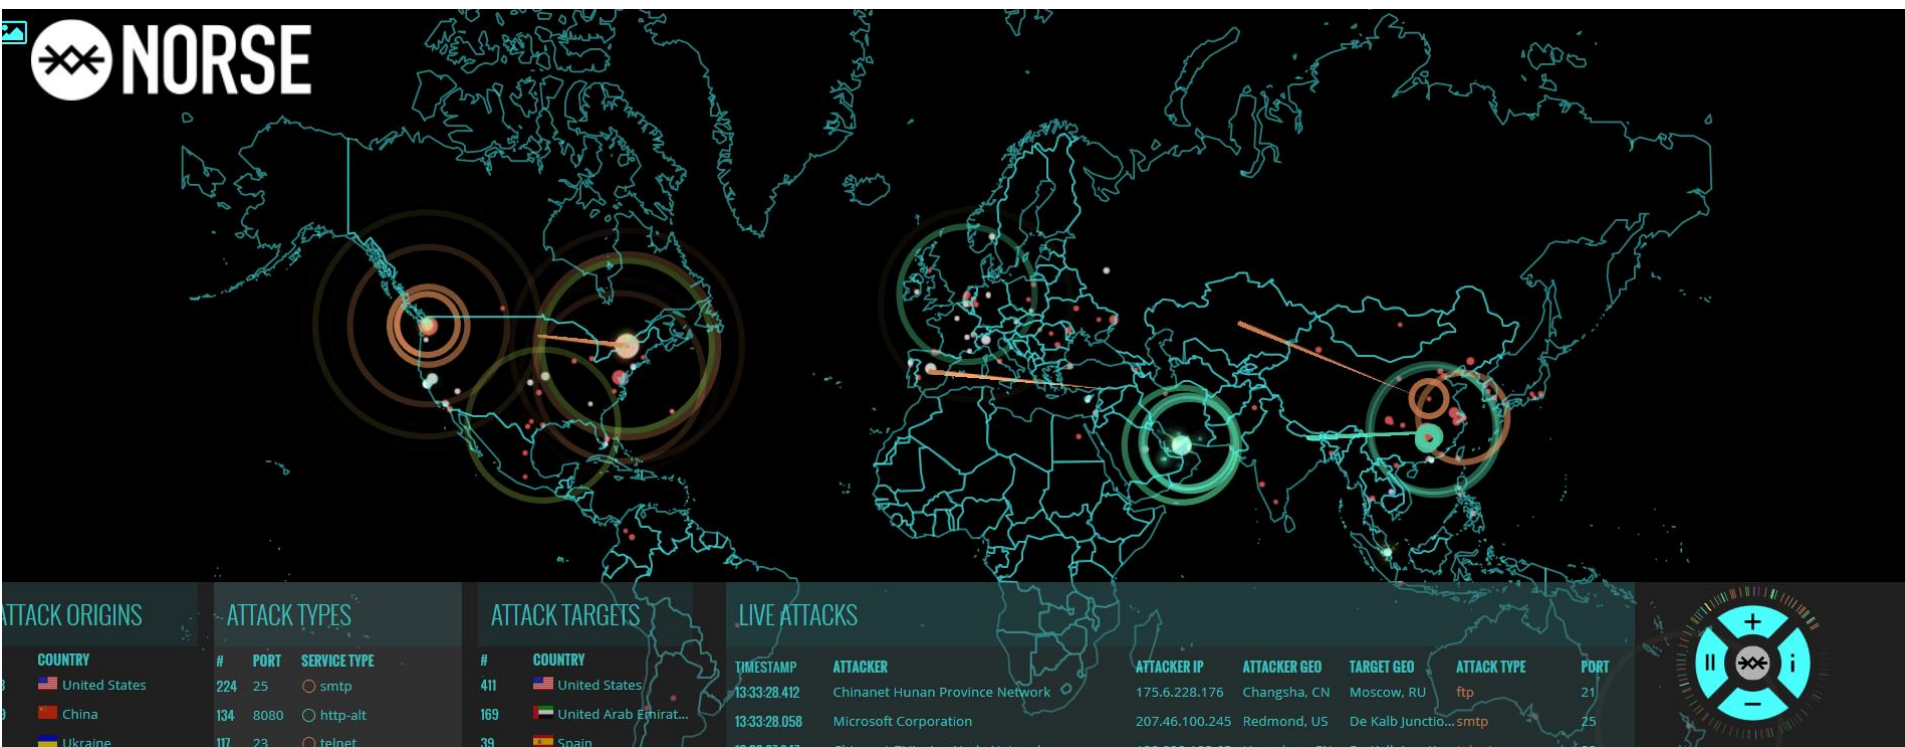 NORSE
ATTACK ORIGINS
COUNTRY
United States
China
Ukraine
ATTACK TYPES
# PORT SERVICE TYPE
224 25 smtp
134 8080 http-alt
117 23 telnet
ATTACK TARGETS
# COUNTRY
411 United States
169 United Arab Emirat...
39 Spain
LIVE ATTACKS
TIMESTAMP ATTACKER ATTACKER IP ATTACKER GEO TARGET GEO ATTACK TYPE PORT
13:33:28.412 Chinanet Hunan Province Network 175.6.228.176 Changsha, CN Moscow, RU ftp 21
13:33:28.058 Microsoft Corporation 207.46.100.245 Redmond, US De Kalb Junctio... smtp 25